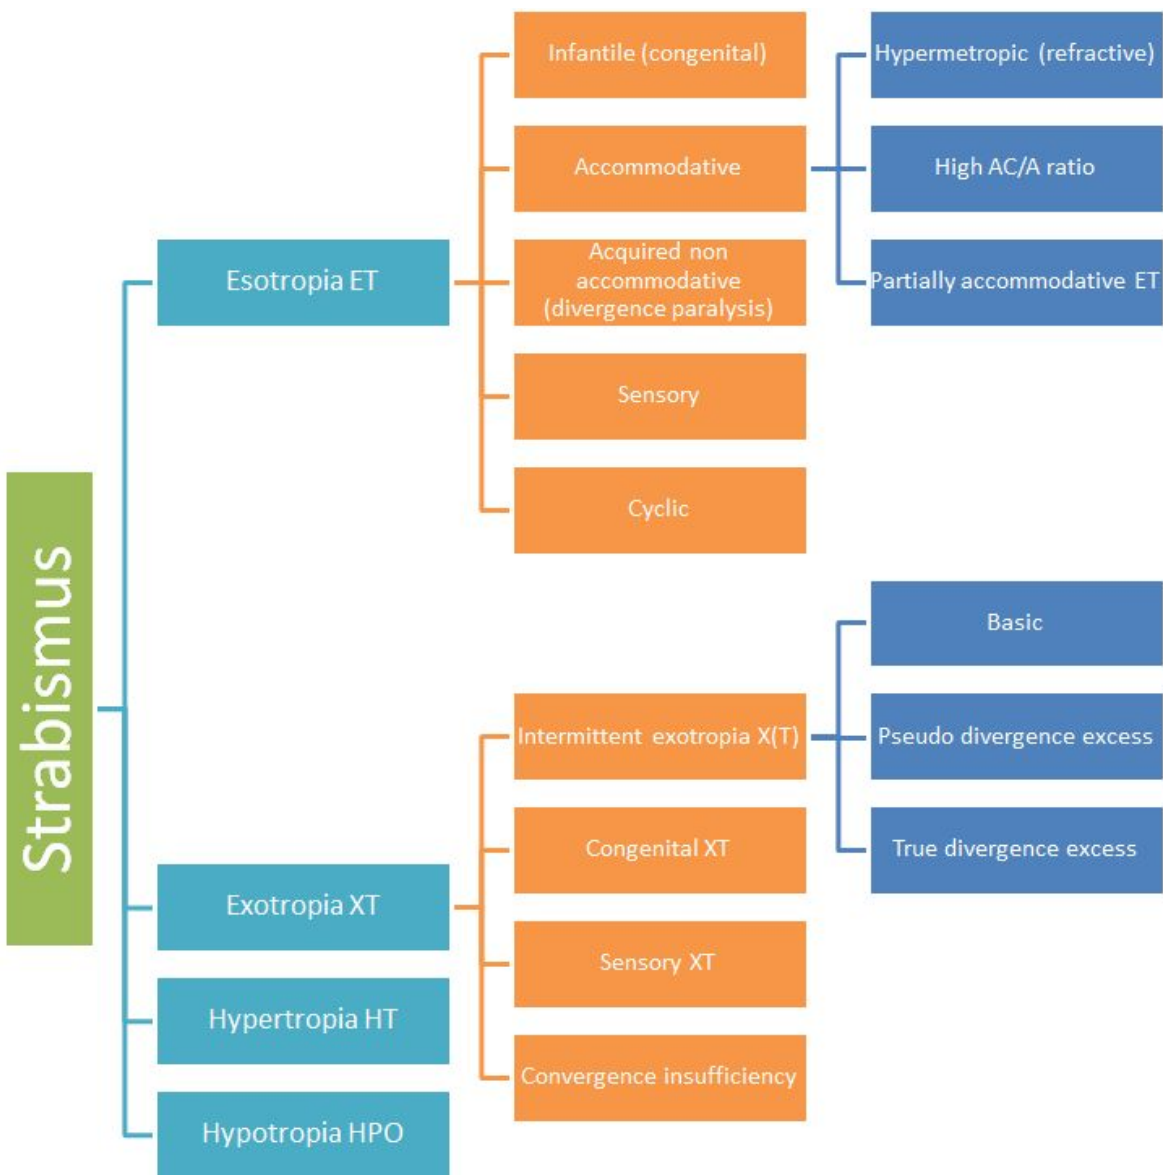 Strabismus
Esotropia ET
Infantile (congenital)
Accommodative
Hypermetropic (refractive)
High AC/A ratio
Partially accommodative ET
Acquired non
accommodative
(divergence paralysis)
Sensory
Cyclic
Exotropia XT
Intermittent exotropia X(T)
Basic
Pseudo divergence excess
True divergence excess
Congenital XT
Sensory XT
Convergence insufficiency
Hypertropia HT
Hypotropia HPO